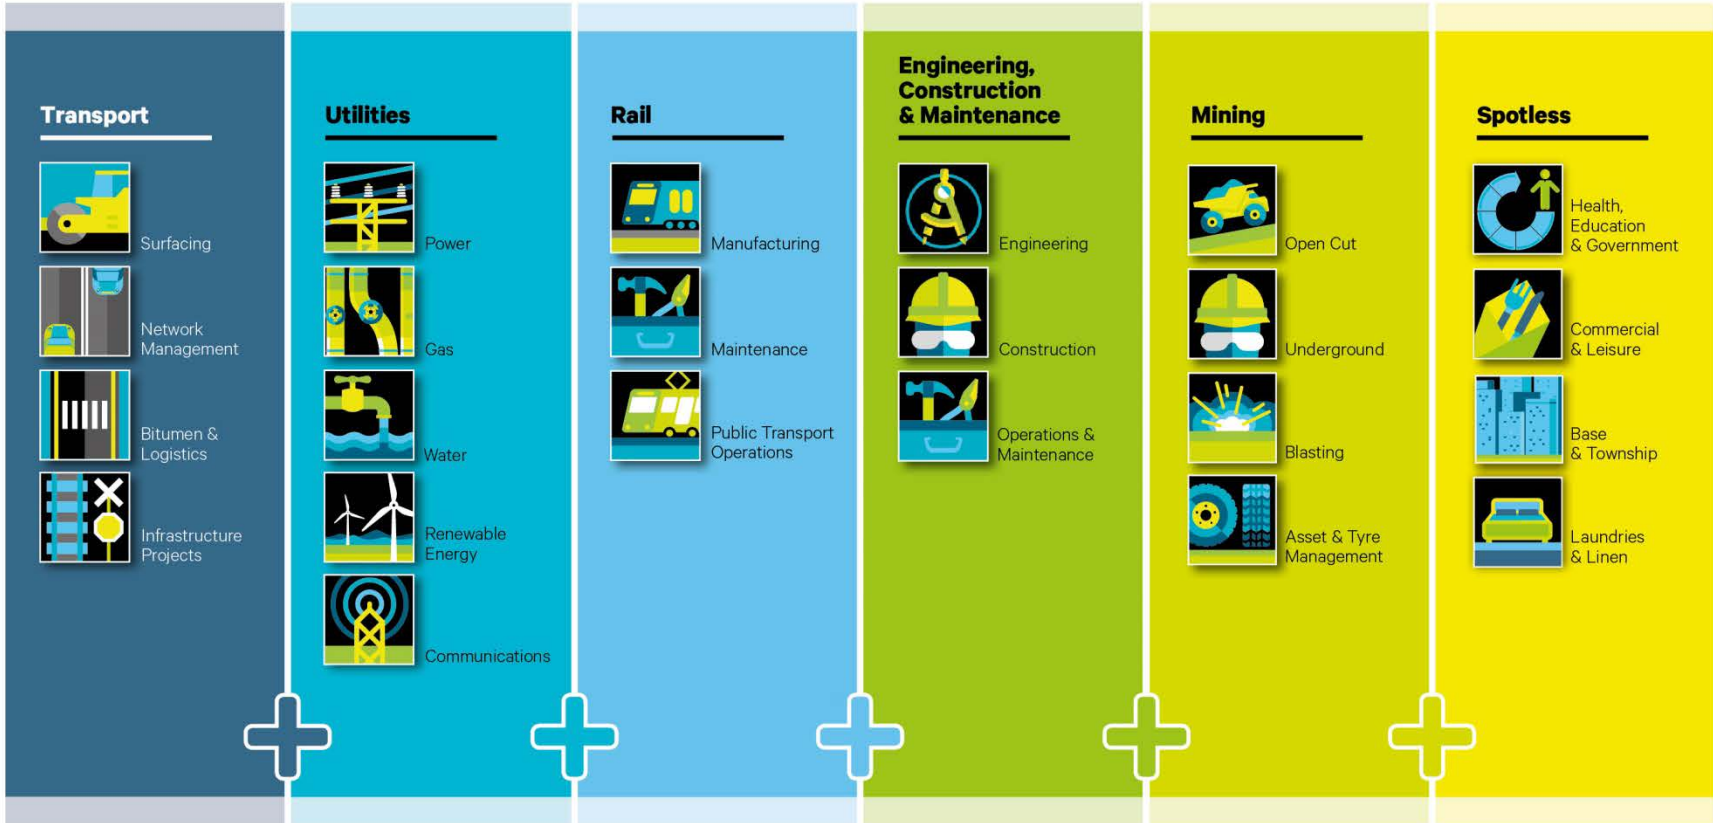 Transport
Surfacing
Network
Management
Bitumen &
Logistics
Infrastructure
Projects
Utilities
Power
Gas
Water
Renewable
Energy
Communications
Rail
Manufacturing
Maintenance
Public Transport
Operations
Engineering,
Construction
& Maintenance
Engineering
Construction
Operations &
Maintenance
Mining
Open Cut
Underground
Blasting
Asset & Tyre
Management
Spotless
Health,
Education
& Government
Commercial
& Leisure
Base
& Township
Laundries
& Linen